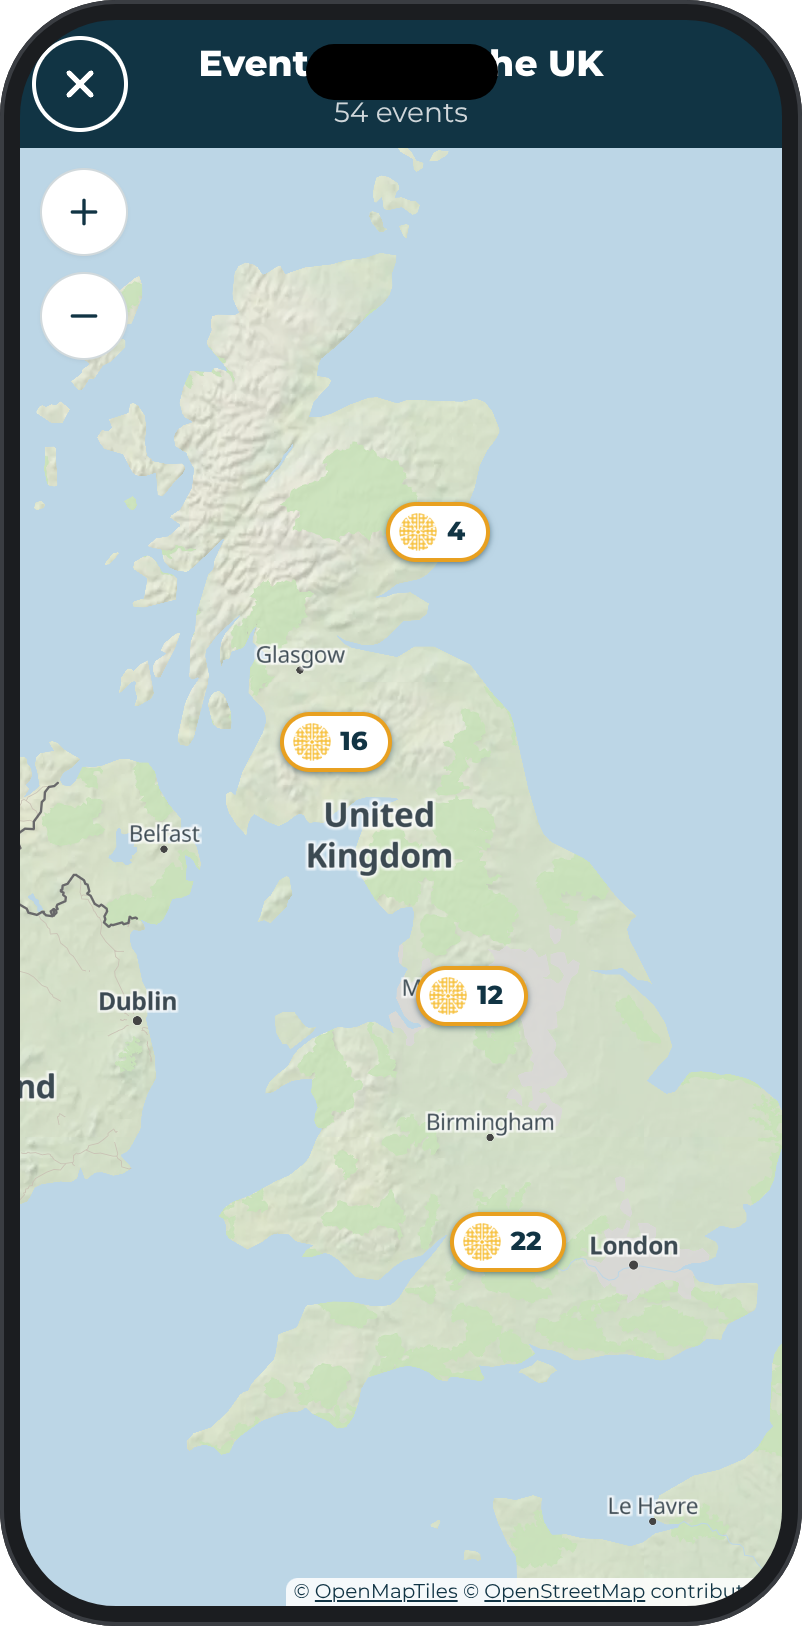 Event he UK
54 events
4
Glasgow
16
United
Kingdom
Belfast
M
12
Dublin
nd
Birmingham
22
London
Le Havre
© OpenMapTiles © OpenStreetMap contribut